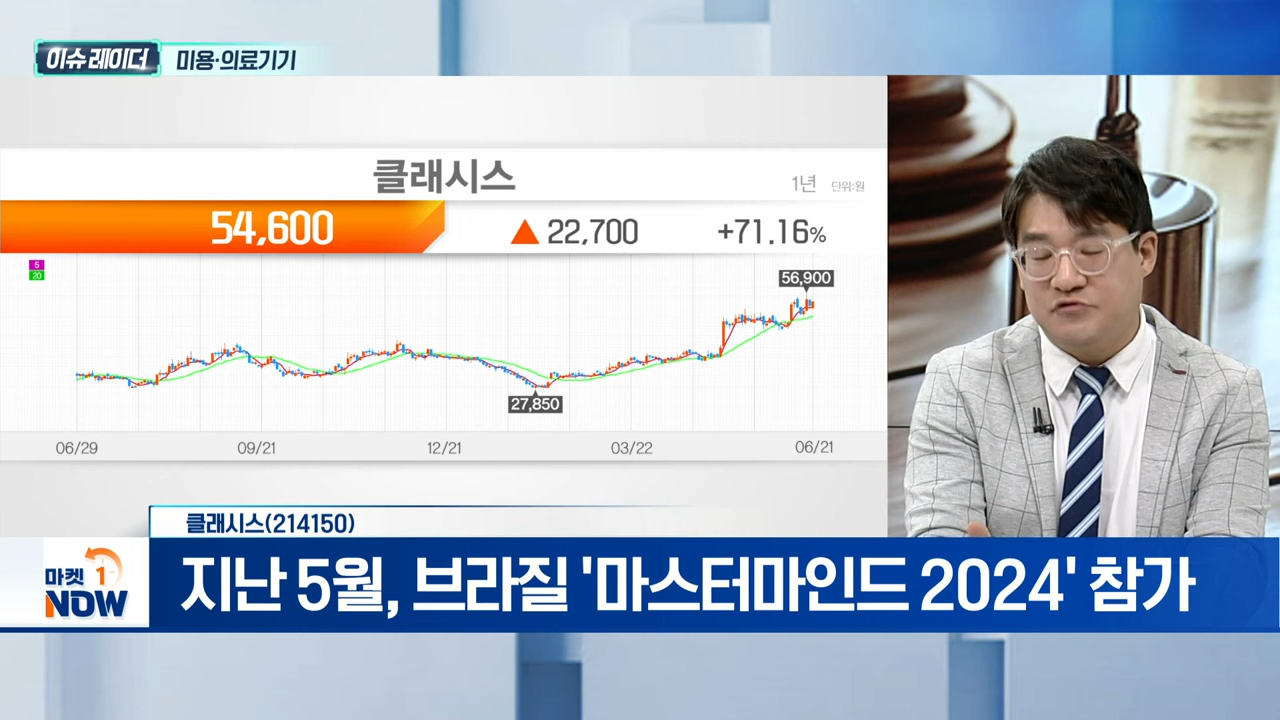 이슈 레이더 미용·의료기기
클래시스
1년 단위:원
54,600 ▲ 22,700 +71.16%
5
20
56,900
27,850
06/29 09/21 12/21 03/22 06/21
클래시스(214150)
마켓 1
NOW
지난 5월, 브라질 '마스터마인드 2024' 참가